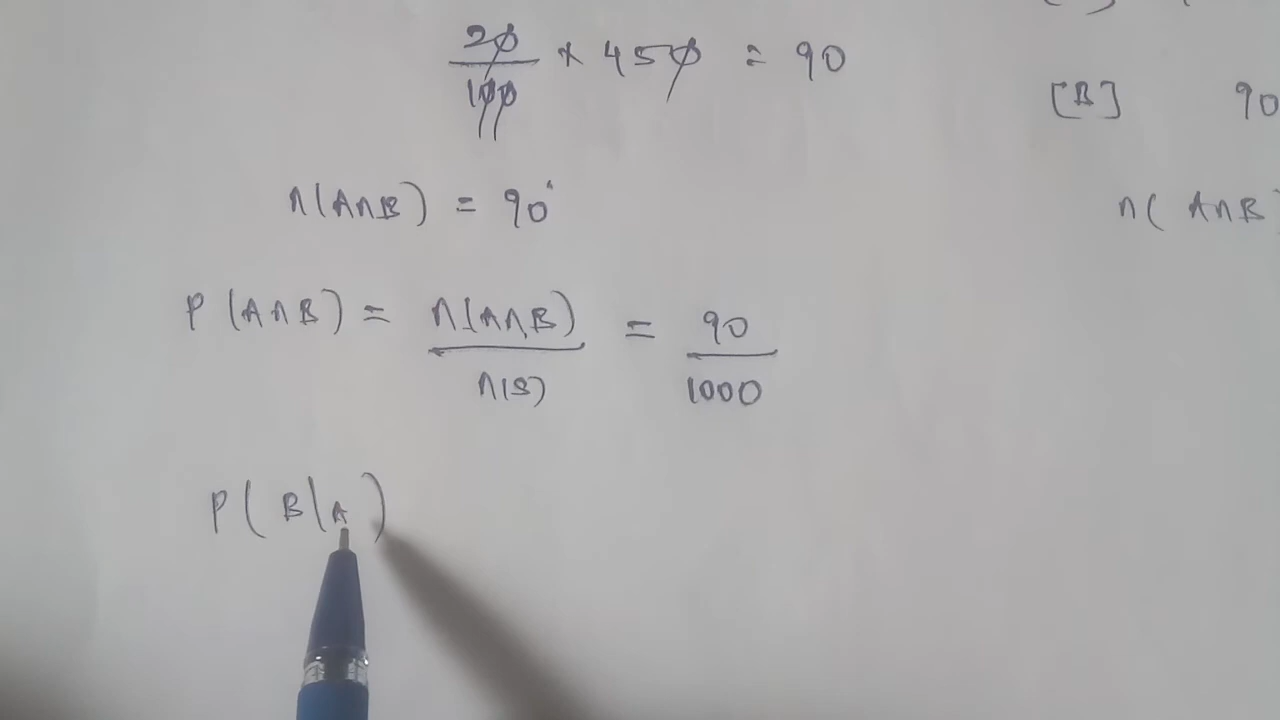 20/100 * 450 = 90
[B] 90
n(A∩B) = 90
n( A∩B
P(A∩B) = n(A∩B)/n(S) = 90/1000
P(B|A)